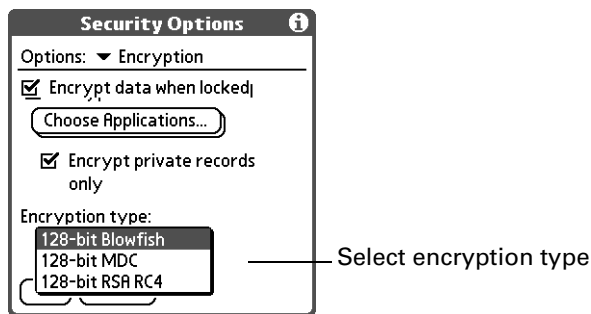 Security Options i
Options: Encryption
Encrypt data when locked
Choose Applications...
Encrypt private records
only
Encryption type:
128-bit Blowfish
128-bit MDC
128-bit RSA RC4
Select encryption type